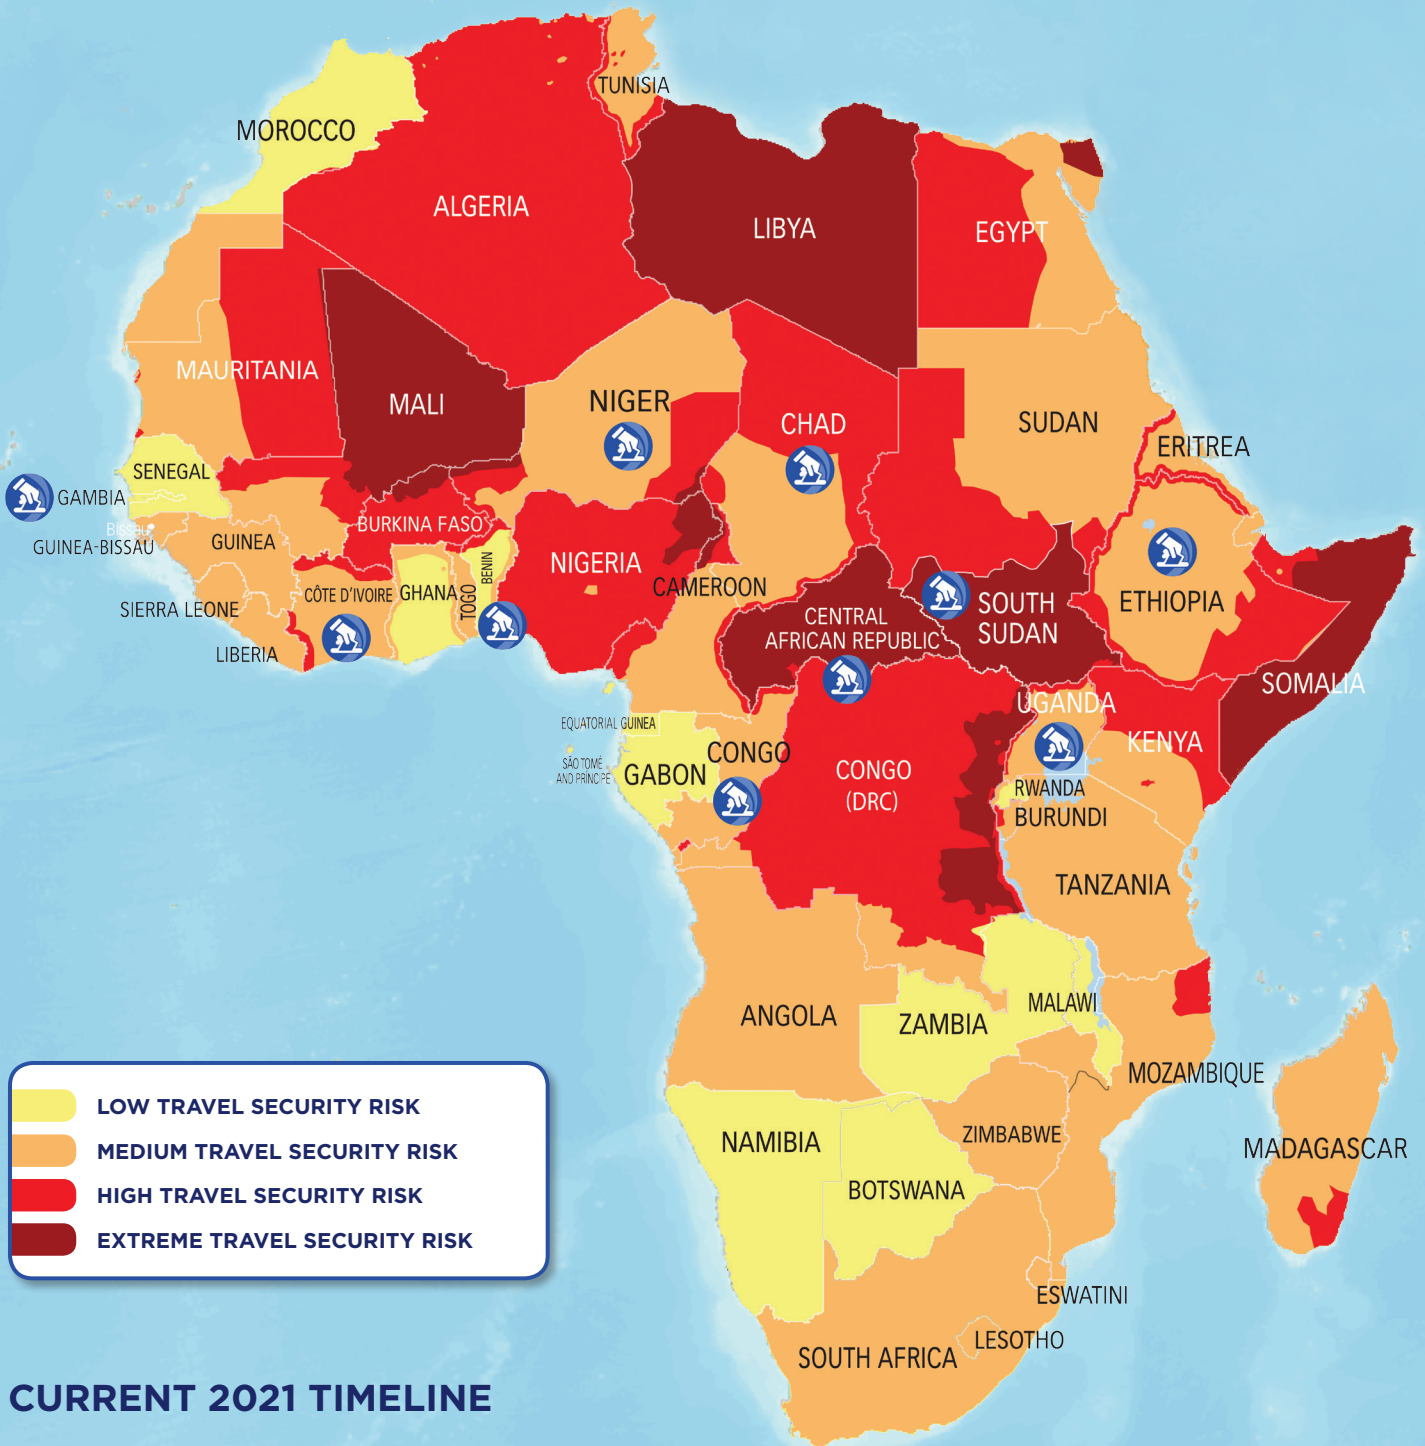 TUNISIA
MOROCCO
ALGERIA
LIBYA
EGYPT
MAURITANIA
MALI
NIGER
CHAD
SUDAN
ERITREA
SENEGAL
GAMBIA
Bissau
GUINEA-BISSAU
GUINEA
BURKINA FASO
NIGERIA
BENIN
TOGO
GHANA
CÔTE D'IVOIRE
SIERRA LEONE
LIBERIA
CAMEROON
CENTRAL
AFRICAN REPUBLIC
SOUTH
SUDAN
ETHIOPIA
SOMALIA
UGANDA
KENYA
EQUATORIAL GUINEA
SÃO TOMÉ
AND PRÍNCIPE
GABON
CONGO
CONGO
(DRC)
RWANDA
BURUNDI
TANZANIA
ANGOLA
ZAMBIA
MALAWI
MOZAMBIQUE
MADAGASCAR
NAMIBIA
ZIMBABWE
BOTSWANA
ESWATINI
LESOTHO
SOUTH AFRICA
LOW TRAVEL SECURITY RISK
MEDIUM TRAVEL SECURITY RISK
HIGH TRAVEL SECURITY RISK
EXTREME TRAVEL SECURITY RISK
CURRENT 2021 TIMELINE